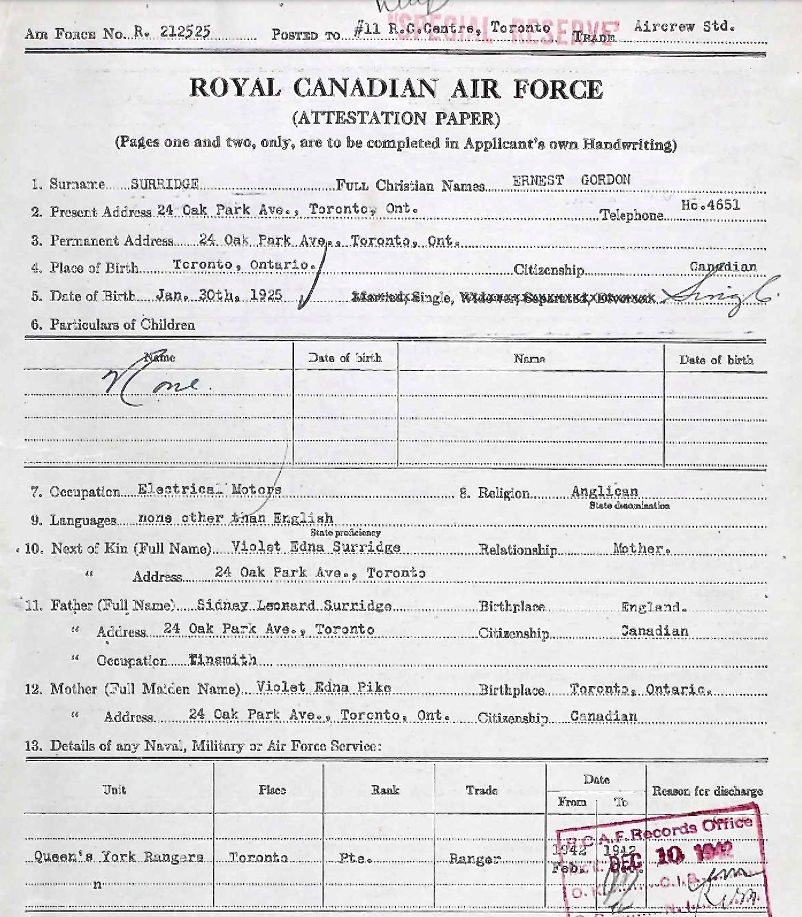 "SPECIAL RESERVE"
AIR FORCE No. R. 212525 POSTED TO #11 R.C.Centre, Toronto TRADE Aircrew Std.
ROYAL CANADIAN AIR FORCE
(ATTESTATION PAPER)
(Pages one and two, only, are to be completed in Applicant's own Handwriting)
1. Surname SURRIDGE FULL Christian Names ERNEST GORDON
2. Present Address 24 Oak Park Ave., Toronto, Ont. Telephone Ho.4651
3. Permanent Address 24 Oak Park Ave., Toronto, Ont.
4. Place of Birth Toronto, Ontario. Citizenship Canadian
5. Date of Birth Jan. 30th, 1925 Married, Single, Widower, Separated, Divorced. Single
6. Particulars of Children
Name Date of birth Name Date of birth
None.
7. Occupation Electrical Motors 8. Religion Anglican
State denomination
9. Languages none other than English
State proficiency
10. Next of Kin (Full Name) Violet Edna Surridge Relationship Mother.
" Address 24 Oak Park Ave., Toronto
11. Father (Full Name) Sidney Leonard Surridge Birthplace England.
" Address 24 Oak Park Ave., Toronto Citizenship Canadian
" Occupation Tinsmith
12. Mother (Full Maiden Name) Violet Edna Pike Birthplace Toronto, Ontario.
" Address 24 Oak Park Ave., Toronto, Ont. Citizenship Canadian
13. Details of any Naval, Military or Air Force Service:
Unit Place Rank Trade Date Reason for discharge
From To
R.C.A.F. Records Office
Queen's York Rangers Toronto Pte. Ranger 1942 1942
Feb. DEC 10 1942
"
O.K. C.I.B.